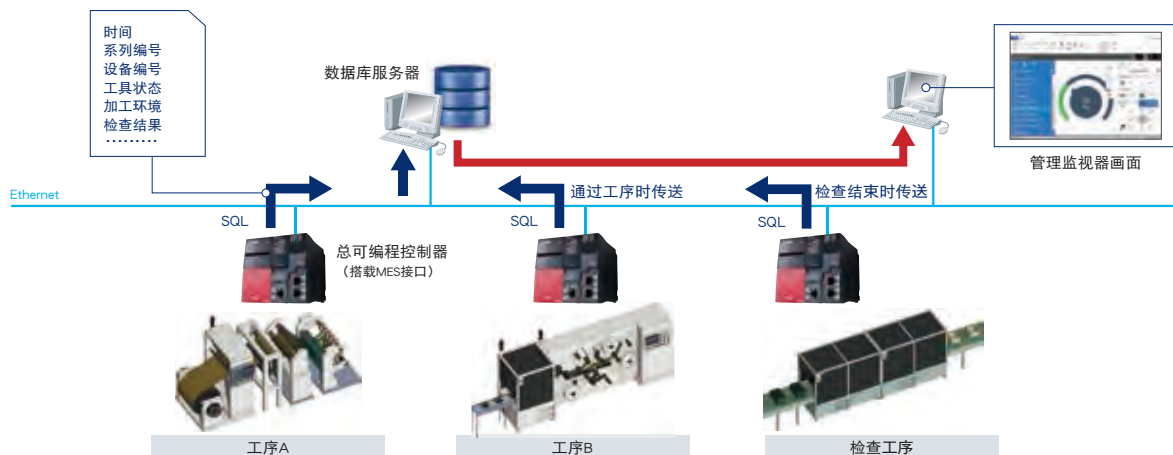 时间
系列编号
设备编号
工具状态
加工环境
检查结果
………
数据库服务器
管理监视器画面
Ethernet
通过工序时传送
检查结束时传送
SQL
SQL
SQL
总可编程控制器
（搭载MES接口）
工序A
工序B
检查工序